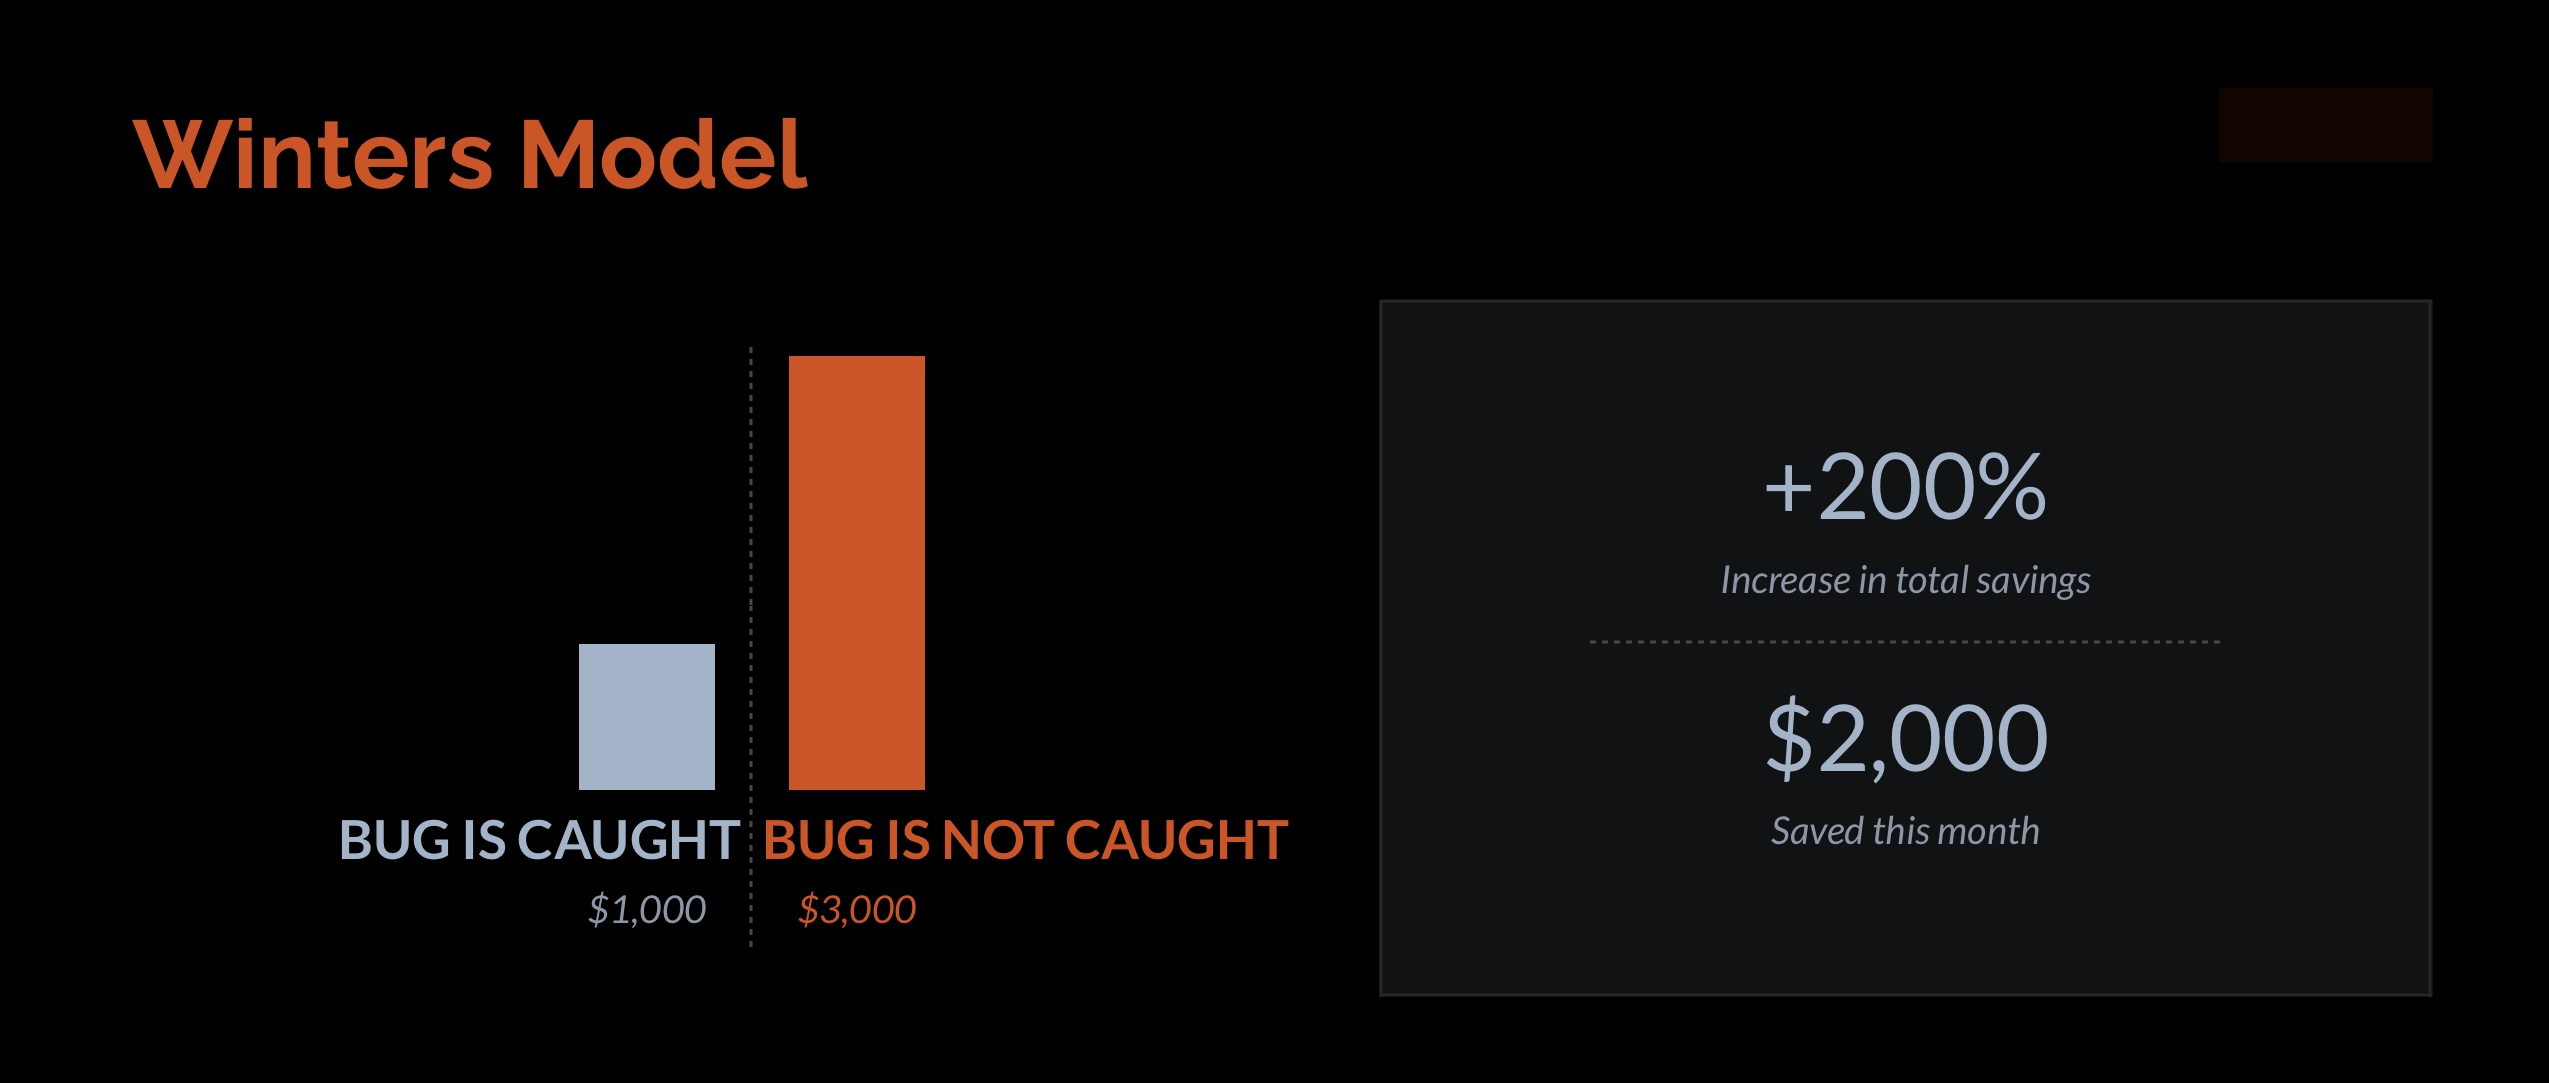 Winters Model
BUG IS CAUGHT
$1,000
BUG IS NOT CAUGHT
$3,000
+200%
Increase in total savings
$2,000
Saved this month